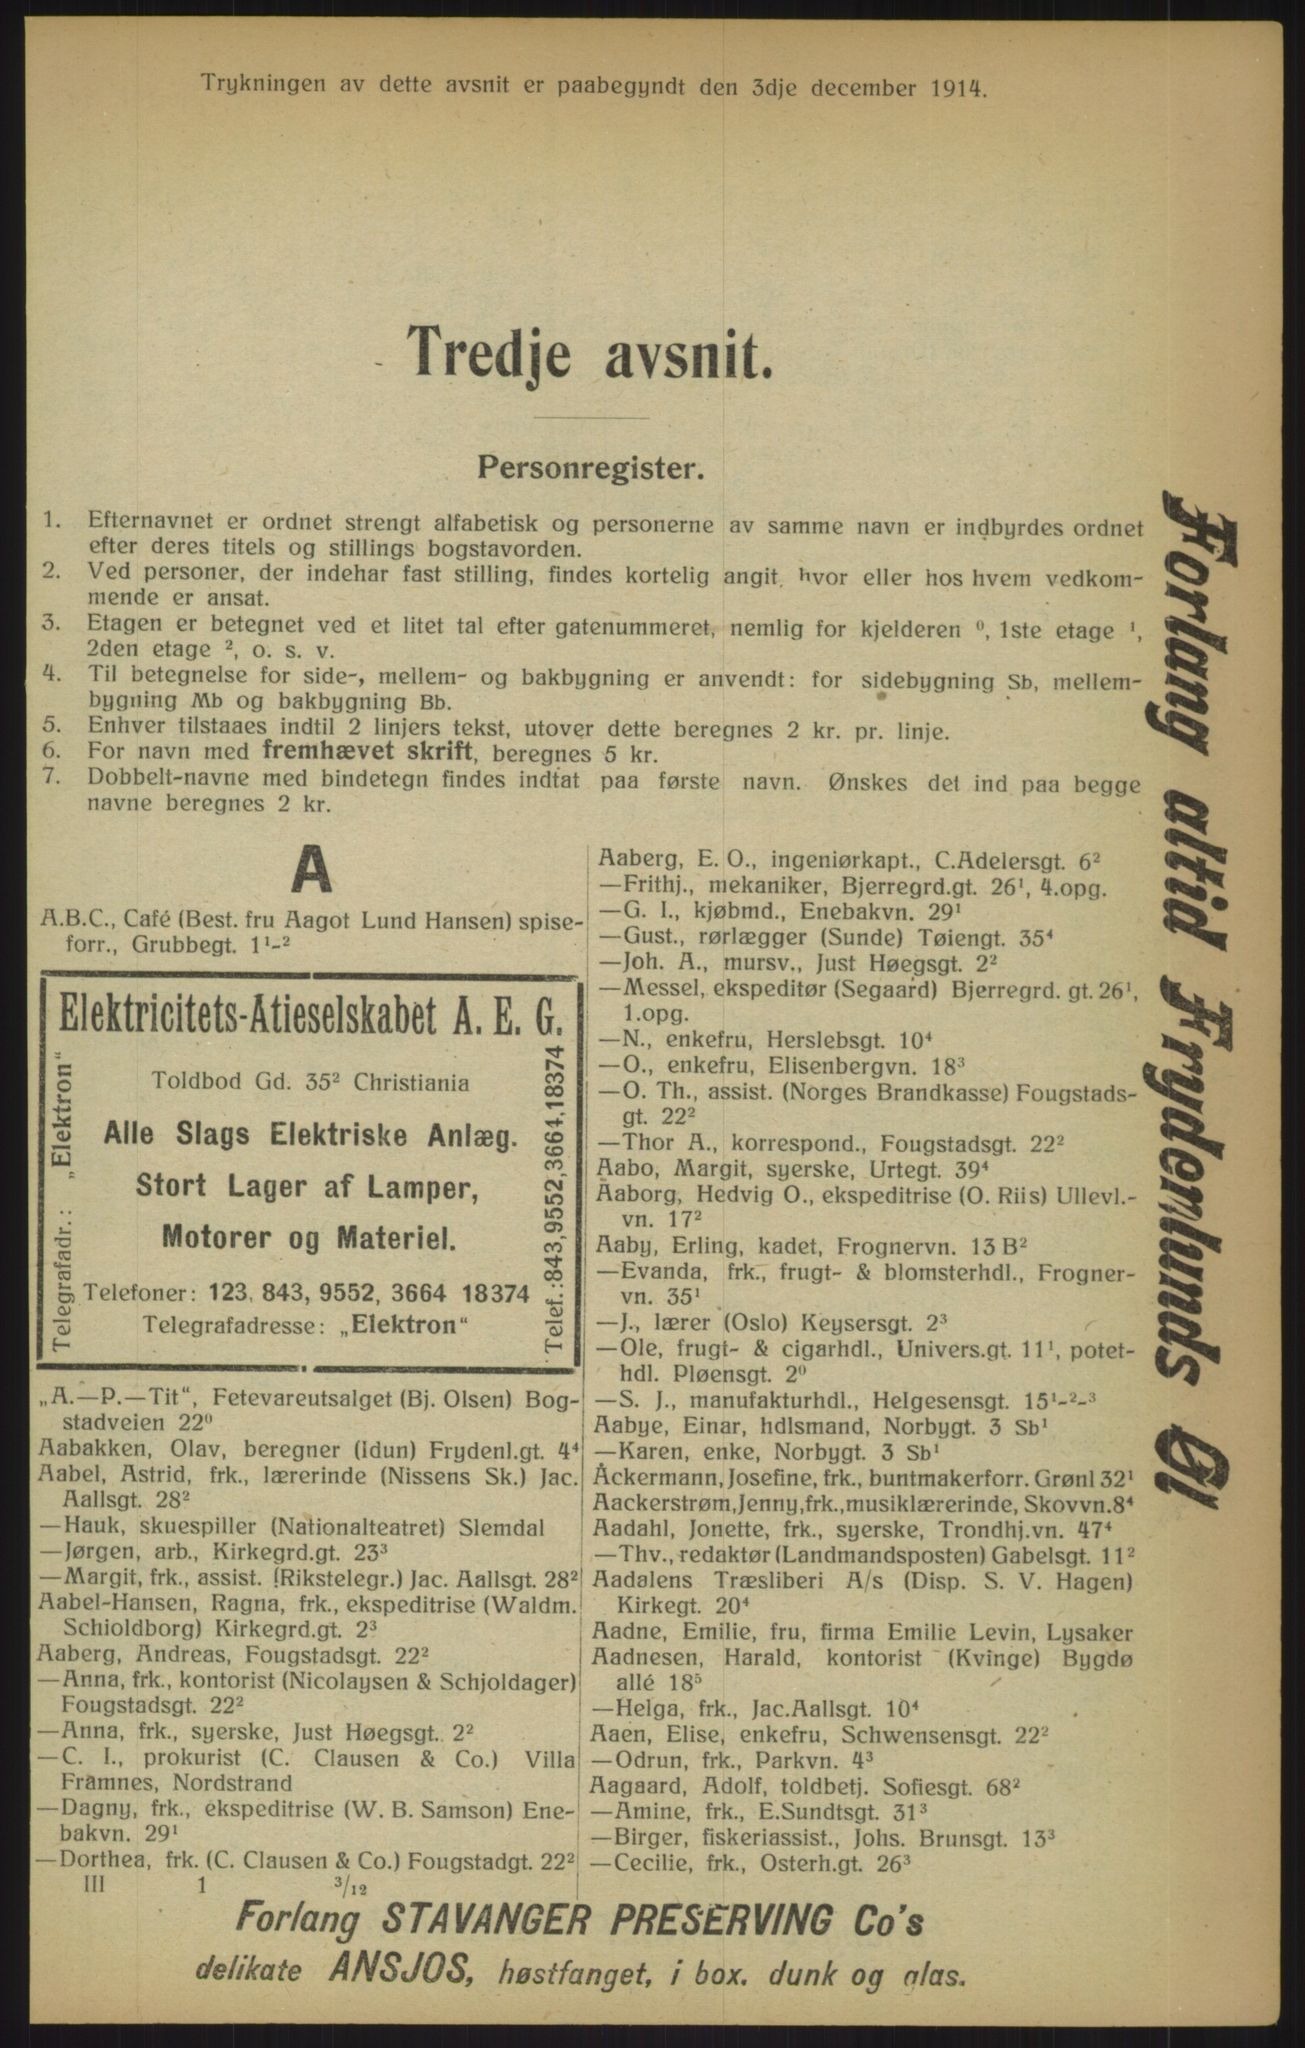 Trykningen av dette avsnit er paabegyndt den 3dje december 1914.
Tredje avsnit.
Personregister.
1. Efternavnet er ordnet strengt alfabetisk og personerne av samme navn er indbyrdes ordnet
efter deres titels og stillings bogstavorden.
2. Ved personer, der indehar fast stilling, findes kortelig angit, hvor eller hos hvem vedkom-
mende er ansat.
3. Etagen er betegnet ved et litet tal efter gatenummeret, nemlig for kjelderen ⁰, 1ste etage ¹,
2den etage ², o. s. v.
4. Til betegnelse for side-, mellem- og bakbygning er anvendt: for sidebygning Sb, mellem-
bygning Mb og bakbygning Bb.
5. Enhver tilstaaes indtil 2 linjers tekst, utover dette beregnes 2 kr. pr. linje.
6. For navn med fremhævet skrift, beregnes 5 kr.
7. Dobbelt-navne med bindetegn findes indtat paa første navn. Ønskes det ind paa begge
navne beregnes 2 kr.
A
A.B.C., Café (Best. fru Aagot Lund Hansen) spise-
forr., Grubbegt. 1¹-²
Elektricitets-Atieselskabet A. E. G.
Telegrafadr.: „Elektron"
Toldbod Gd. 35² Christiania
Alle Slags Elektriske Anlæg.
Stort Lager af Lamper,
Motorer og Materiel.
Telefoner: 123, 843, 9552, 3664 18374
Telegrafadresse: „Elektron"
Telef.: 843, 9552, 3664, 18374
„A.—P.—Tit", Fetevareutsalget (Bj. Olsen) Bog-
stadveien 22⁰
Aabakken, Olav, beregner (Idun) Frydenl.gt. 4⁴
Aabel, Astrid, frk., lærerinde (Nissens Sk.) Jac.
Aallsgt. 28²
—Hauk, skuespiller (Nationalteatret) Slemdal
—Jørgen, arb., Kirkegrd.gt. 23³
—Margit, frk., assist. (Rikstelegr.) Jac. Aallsgt. 28²
Aabel-Hansen, Ragna, frk., ekspeditrise (Waldm.
Schioldborg) Kirkegrd.gt. 2³
Aaberg, Andreas, Fougstadsgt. 22²
—Anna, frk., kontorist (Nicolaysen & Schjoldager)
Fougstadsgt. 22²
—Anna, frk., syerske, Just Høegsgt. 2²
—C. I., prokurist (C. Clausen & Co.) Villa
Framnes, Nordstrand
—Dagny, frk., ekspeditrise (W. B. Samson) Ene-
bakvn. 29¹
—Dorthea, frk. (C. Clausen & Co.) Fougstadgt. 22²
Aaberg, E. O., ingeniørkapt., C.Adelersgt. 6²
—Frithj., mekaniker, Bjerregrd.gt. 26¹, 4.opg.
—G. I., kjøbmd., Enebakvn. 29¹
—Gust., rørlægger (Sunde) Tøiengt. 35⁴
—Joh. A., mursv., Just Høegsgt. 2²
—Messel, ekspeditør (Segaard) Bjerregrd. gt. 26¹,
1.opg.
—N., enkefru, Herslebsgt. 10⁴
—O., enkefru, Elisenbergvn. 18³
—O. Th., assist. (Norges Brandkasse) Fougstads-
gt. 22²
—Thor A., korrespond., Fougstadsgt. 22²
Aabo, Margit, syerske, Urtegt. 39⁴
Aaborg, Hedvig O., ekspeditrise (O. Riis) Ullevl.-
vn. 17²
Aaby, Erling, kadet, Frognervn. 13 B²
—Evanda, frk., frugt- & blomsterhdl., Frogner-
vn. 35¹
—J., lærer (Oslo) Keysersgt. 2³
—Ole, frugt- & cigarhdl., Univers.gt. 11¹, potet-
hdl. Pløensgt. 2⁰
—S. J., manufakturhdl., Helgesensgt. 15¹-²-³
Aabye, Einar, hdlsmand, Norbygt. 3 Sb¹
—Karen, enke, Norbygt. 3 Sb¹
Åckermann, Josefine, frk., buntmakerforr. Grønl 32¹
Aackerstrøm, Jenny, frk., musiklærerinde, Skovvn. 8⁴
Aadahl, Jonette, frk., syerske, Trondhj.vn. 47⁴
—Thv., redaktør (Landmandsposten) Gabelsgt. 11²
Aadalens Træsliberi A/s (Disp. S. V. Hagen)
Kirkegt. 20⁴
Aadne, Emilie, fru, firma Emilie Levin, Lysaker
Aadnesen, Harald, kontorist (Kvinge) Bygdø
allé 18⁵
—Helga, frk., Jac.Aallsgt. 10⁴
Aaen, Elise, enkefru, Schwensensgt. 22²
—Odrun, frk., Parkvn. 4³
Aagaard, Adolf, toldbetj. Sofiesgt. 68²
—Amine, frk., E.Sundtsgt. 31³
—Birger, fiskeriassist., Johs. Brunsgt. 13³
—Cecilie, frk., Osterh.gt. 26³
III 1 3/12
Forlang STAVANGER PRESERVING Co's
delikate ANSJOS, høstfanget, i box. dunk og glas.
Forlang altid Frydenlunds Øl